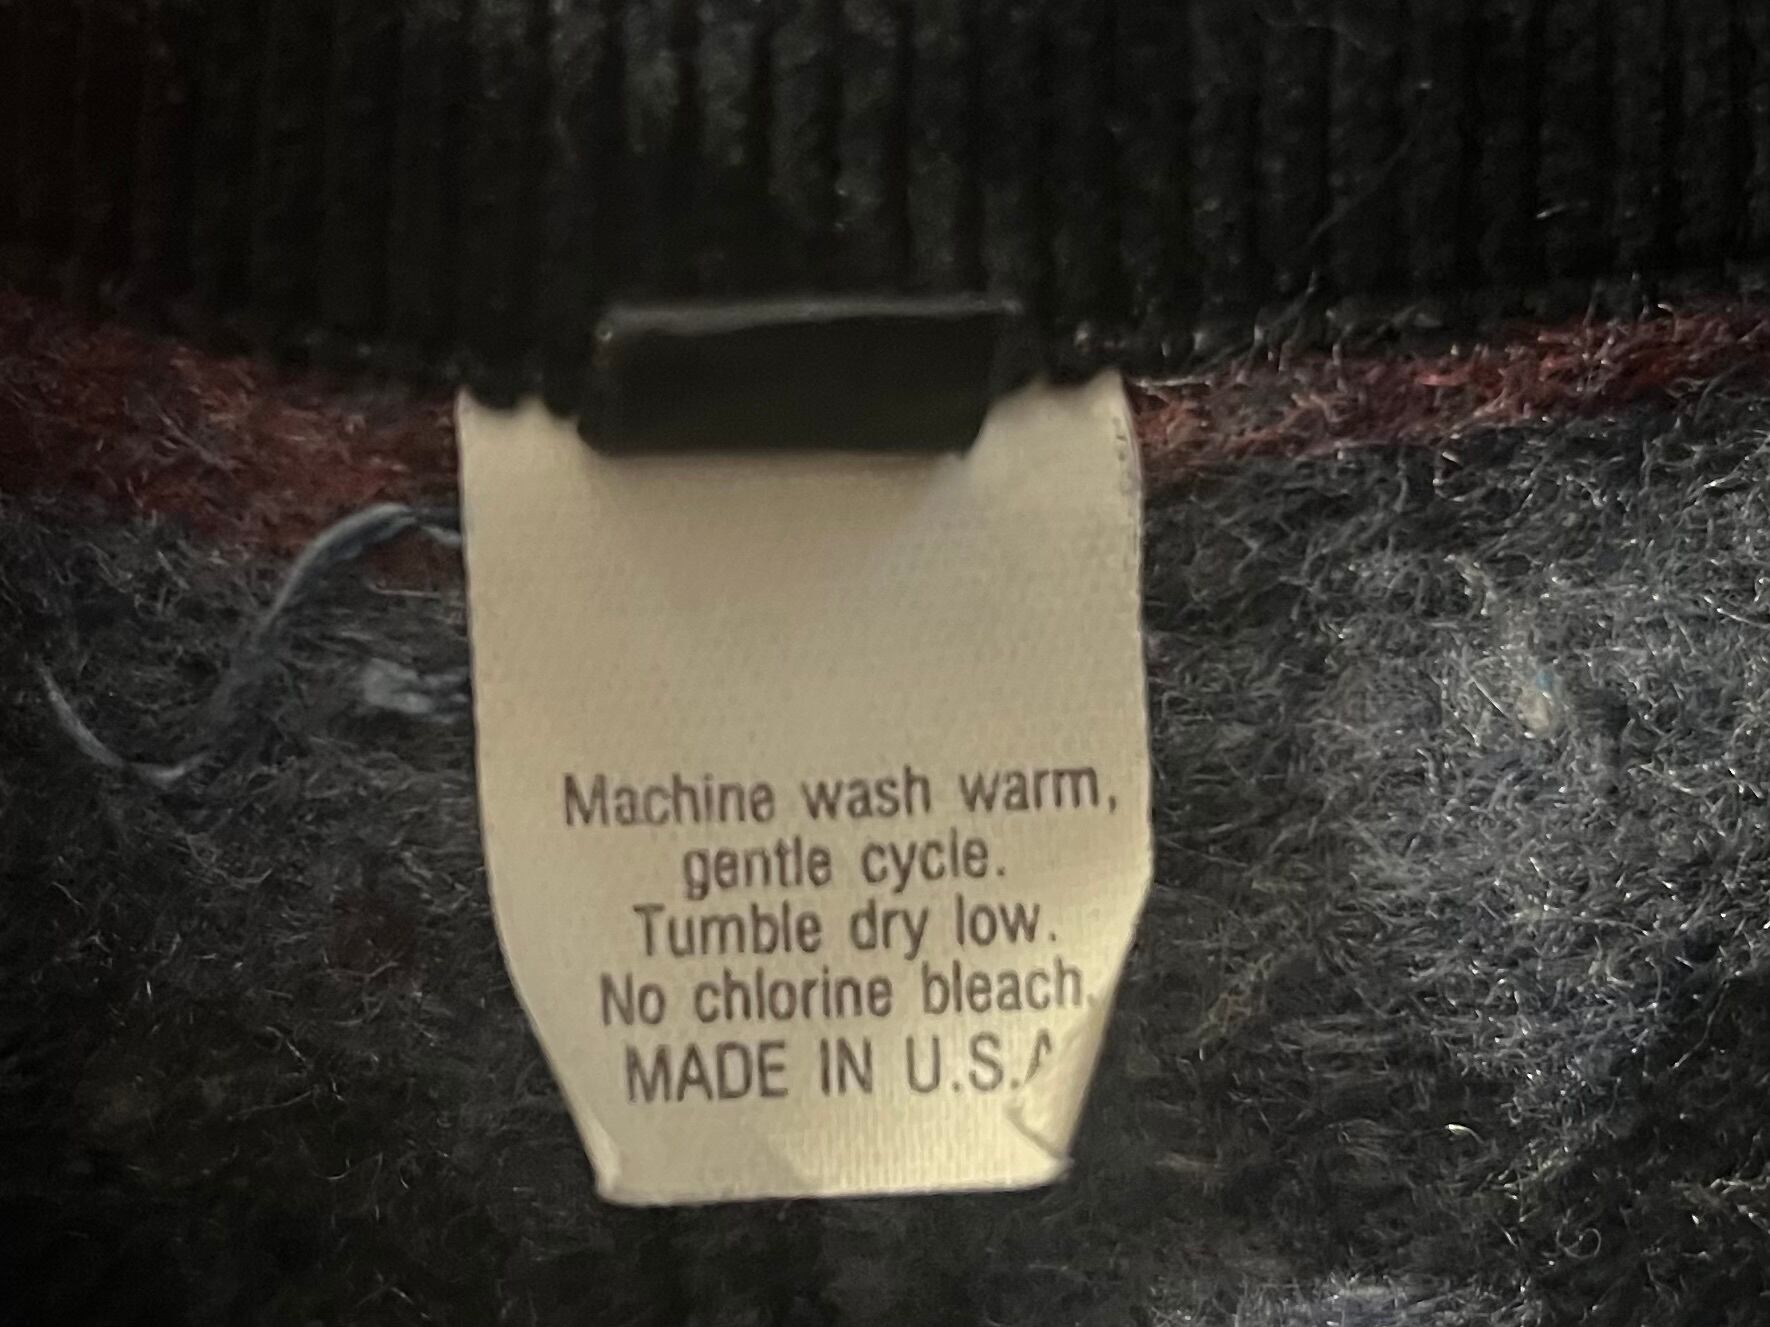 Machine wash warm,
gentle cycle.
Tumble dry low.
No chlorine bleach.
MADE IN U.S.A